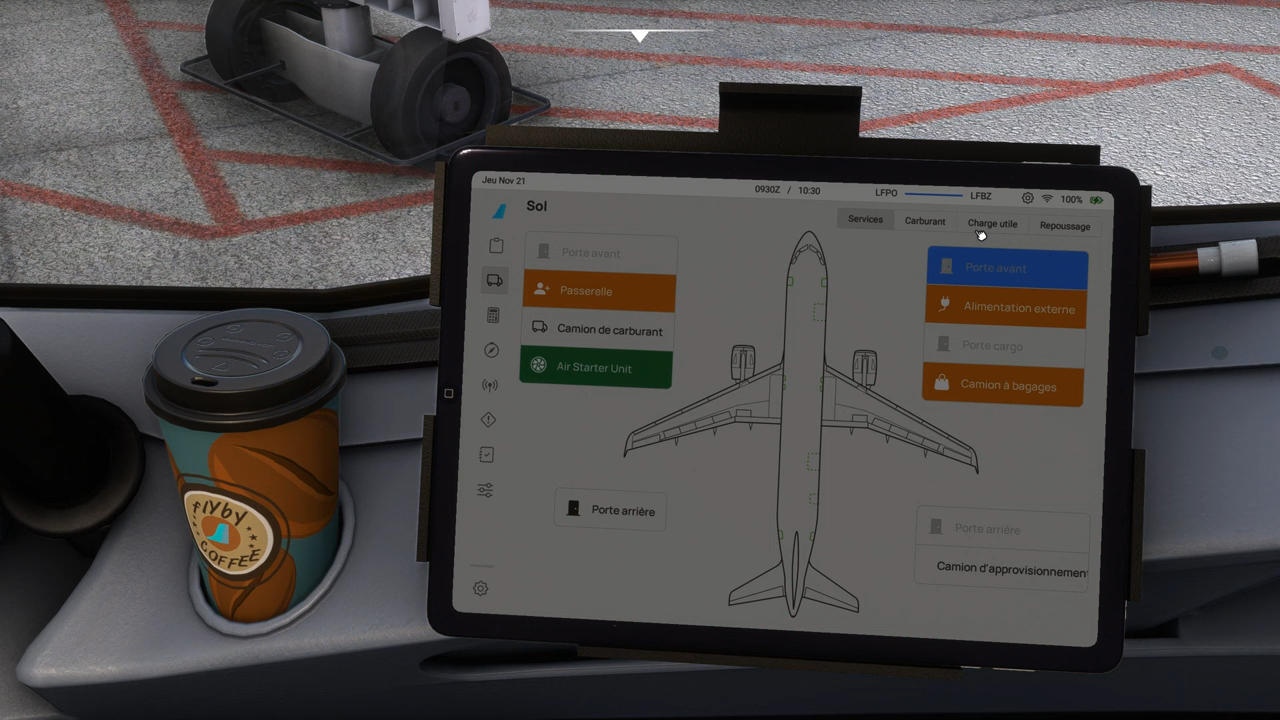 Jeu Nov 21
0930Z / 10:30
LFPO
LFBZ
100%
Sol
Services
Carburant
Charge utile
Repoussage
Porte avant
Passerelle
Camion de carburant
Air Starter Unit
Porte avant
Alimentation externe
Porte cargo
Camion à bagages
Porte arrière
Porte arrière
Camion d'approvisionnement
flyby
COFFEE